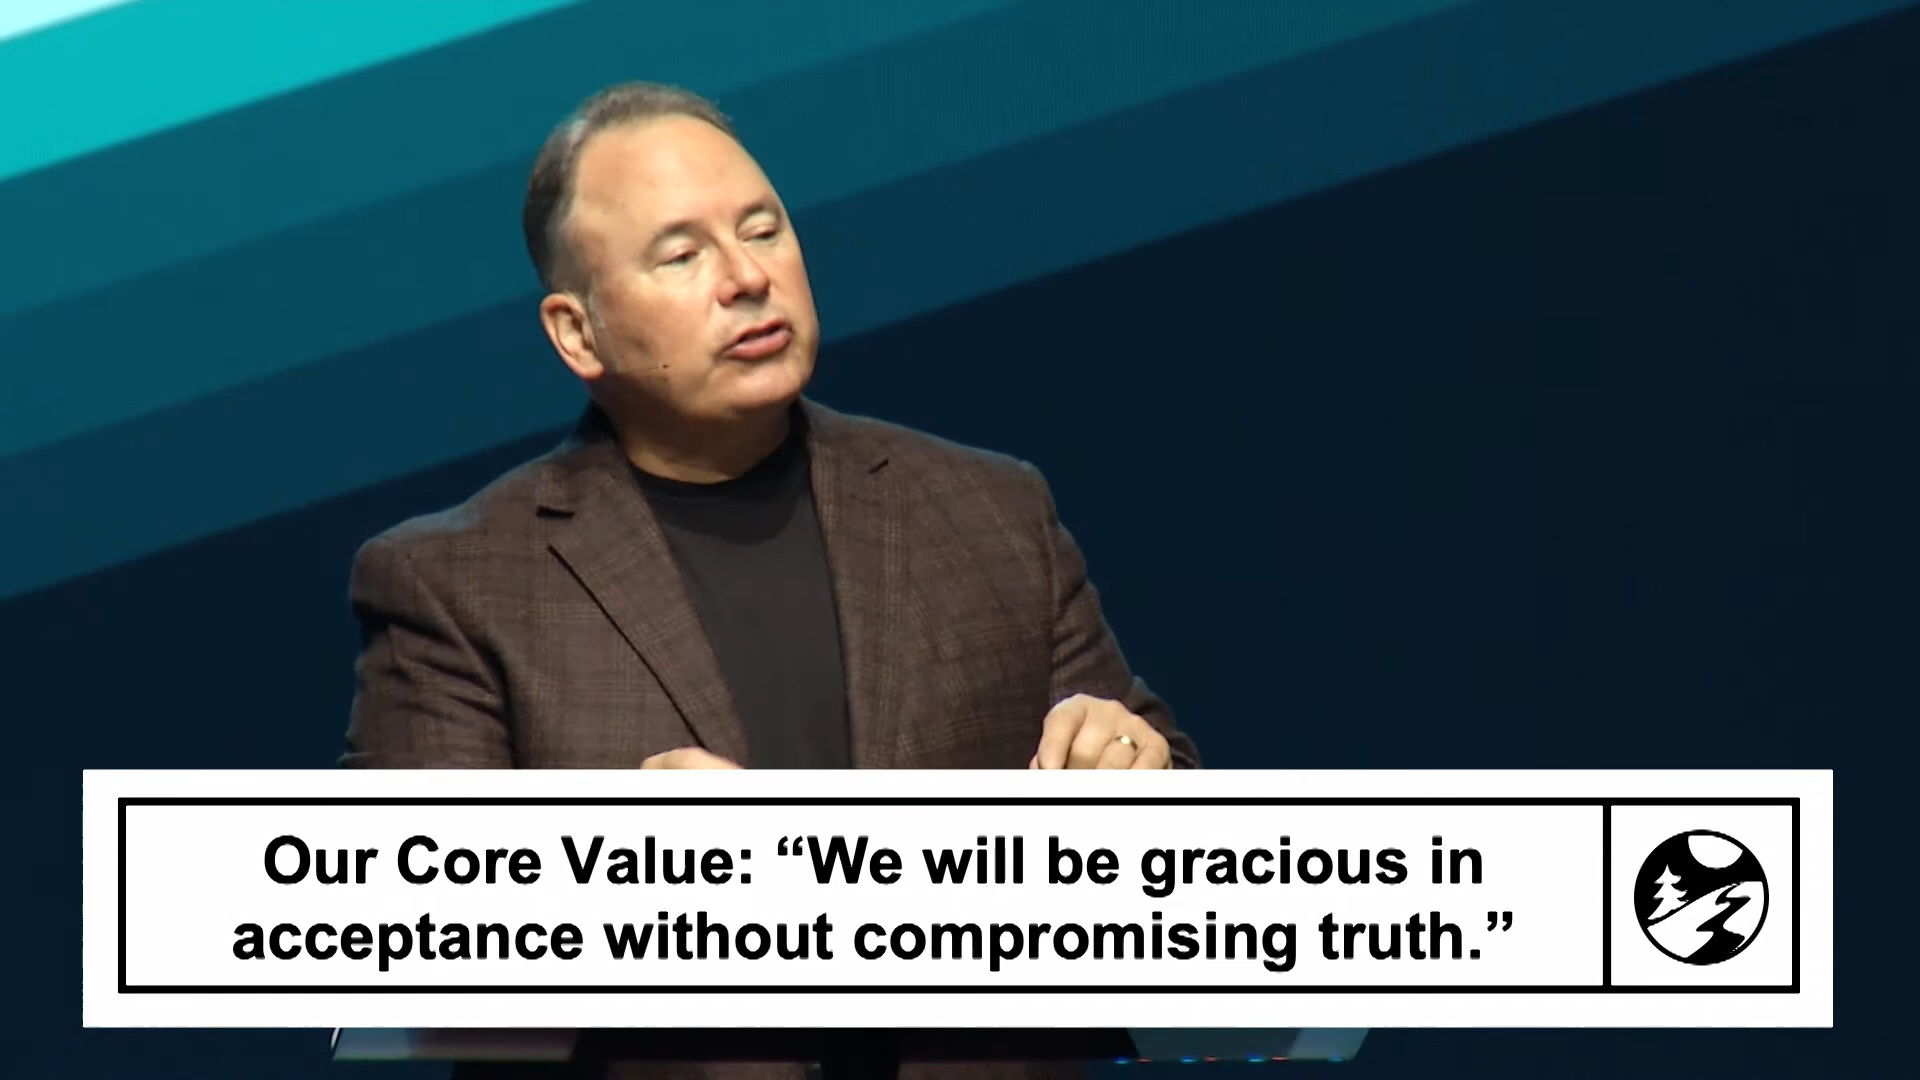 Our Core Value: “We will be gracious in
acceptance without compromising truth.”